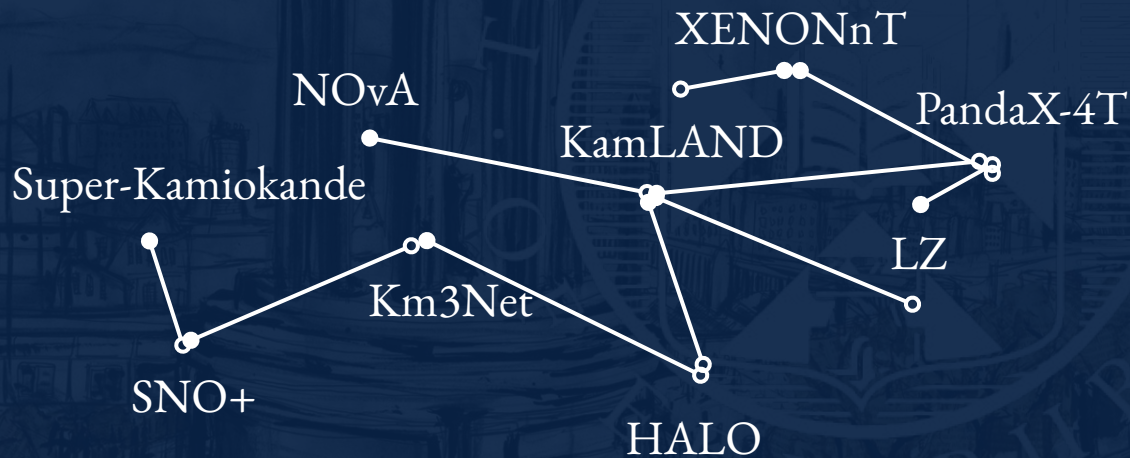 XENONnT
NOvA
PandaX-4T
KamLAND
Super-Kamiokande
LZ
Km3Net
SNO+
HALO